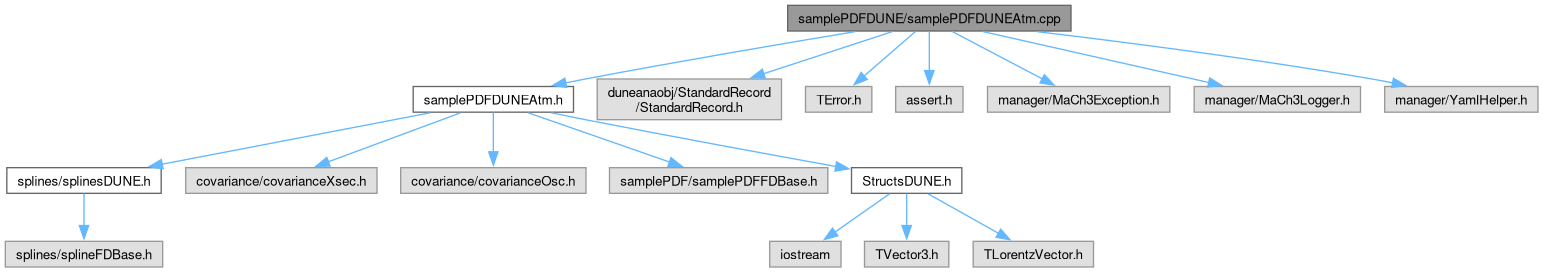 samplePDFDUNE/samplePDFDUNEAtm.cpp
samplePDFDUNEAtm.h
duneanaobj/StandardRecord
/StandardRecord.h
TError.h
assert.h
manager/MaCh3Exception.h
manager/MaCh3Logger.h
manager/YamlHelper.h
splines/splinesDUNE.h
covariance/covarianceXsec.h
covariance/covarianceOsc.h
samplePDF/samplePDFFDBase.h
StructsDUNE.h
splines/splineFDBase.h
iostream
TVector3.h
TLorentzVector.h